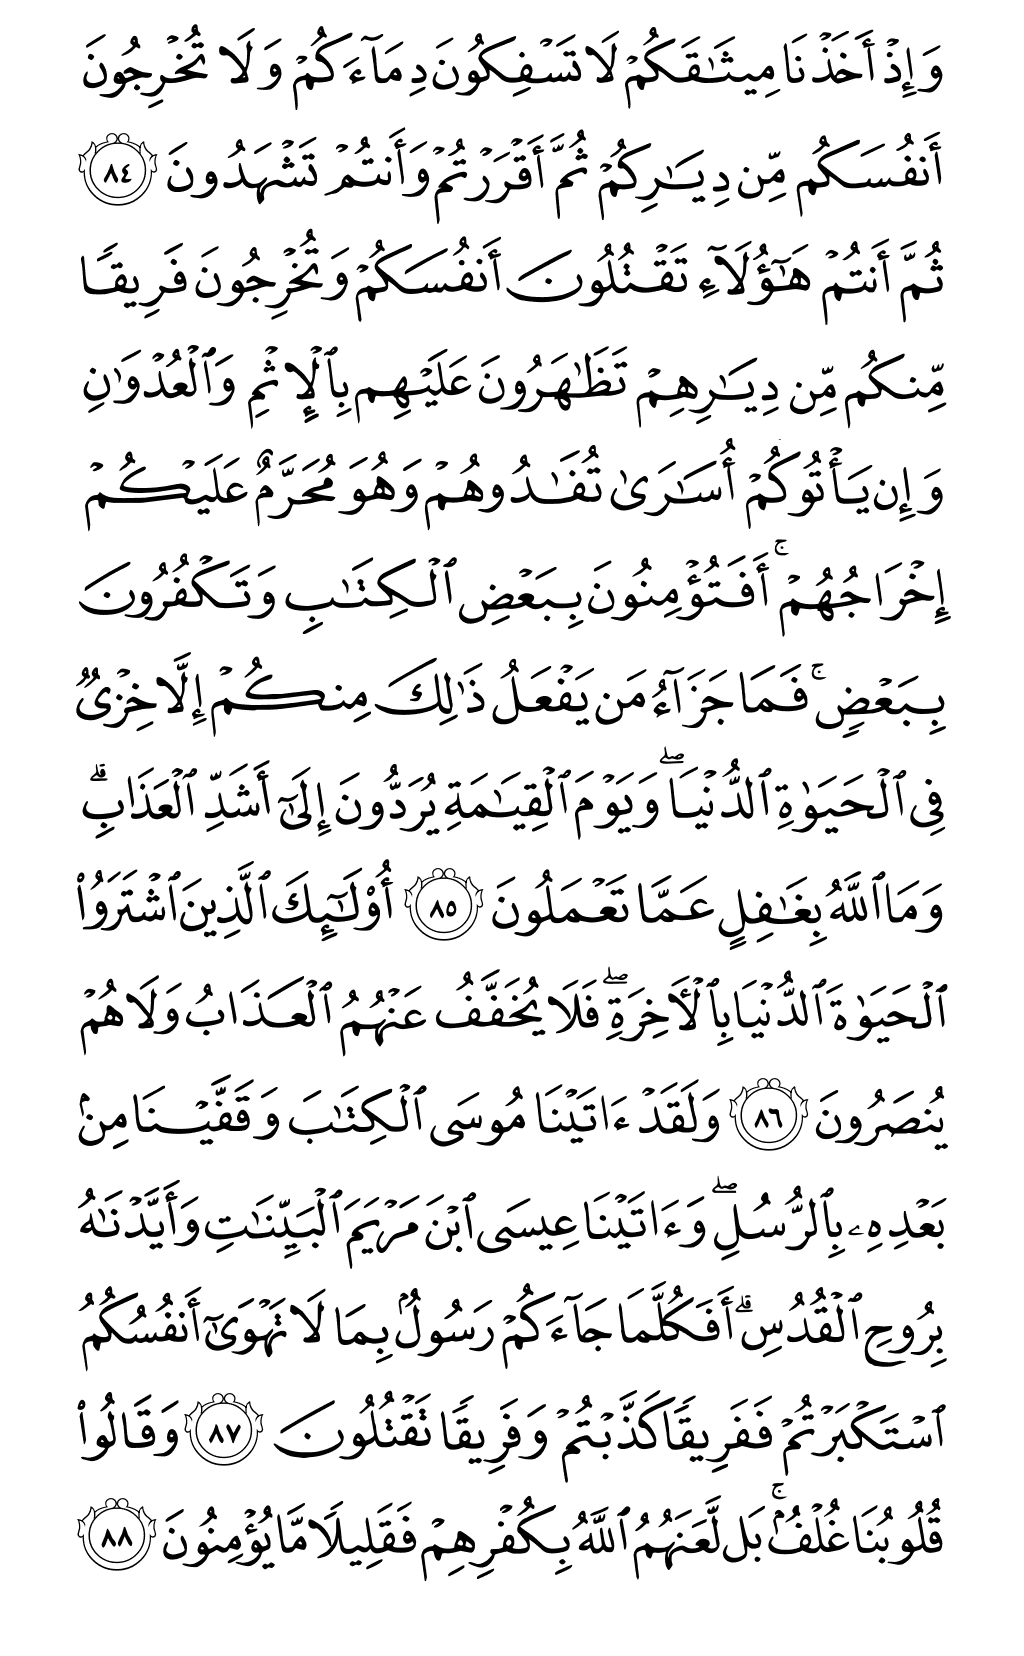 وَإِذْ أَخَذْنَا مِيثَٰقَكُمْ لَا تَسْفِكُونَ دِمَآءَكُمْ وَلَا تُخْرِجُونَ
أَنفُسَكُم مِّن دِيَٰرِكُمْ ثُمَّ أَقْرَرْتُمْ وَأَنتُمْ تَشْهَدُونَ ٨٤
ثُمَّ أَنتُمْ هَٰٓؤُلَآءِ تَقْتُلُونَ أَنفُسَكُمْ وَتُخْرِجُونَ فَرِيقًا
مِّنكُم مِّن دِيَٰرِهِمْ تَظَٰهَرُونَ عَلَيْهِم بِٱلْإِثْمِ وَٱلْعُدْوَٰنِ
وَإِن يَأْتُوكُمْ أُسَٰرَىٰ تُفَٰدُوهُمْ وَهُوَ مُحَرَّمٌ عَلَيْكُمْ
إِخْرَاجُهُمْ ۚ أَفَتُؤْمِنُونَ بِبَعْضِ ٱلْكِتَٰبِ وَتَكْفُرُونَ
بِبَعْضٍ ۚ فَمَا جَزَآءُ مَن يَفْعَلُ ذَٰلِكَ مِنكُمْ إِلَّا خِزْىٌ
فِى ٱلْحَيَوٰةِ ٱلدُّنْيَا ۖ وَيَوْمَ ٱلْقِيَٰمَةِ يُرَدُّونَ إِلَىٰٓ أَشَدِّ ٱلْعَذَابِ ۗ
وَمَا ٱللَّهُ بِغَٰفِلٍ عَمَّا تَعْمَلُونَ ٨٥ أُو۟لَٰٓئِكَ ٱلَّذِينَ ٱشْتَرَوُا۟
ٱلْحَيَوٰةَ ٱلدُّنْيَا بِٱلْءَاخِرَةِ ۖ فَلَا يُخَفَّفُ عَنْهُمُ ٱلْعَذَابُ وَلَا هُمْ
يُنصَرُونَ ٨٦ وَلَقَدْ ءَاتَيْنَا مُوسَى ٱلْكِتَٰبَ وَقَفَّيْنَا مِنۢ
بَعْدِهِۦ بِٱلرُّسُلِ ۖ وَءَاتَيْنَا عِيسَى ٱبْنَ مَرْيَمَ ٱلْبَيِّنَٰتِ وَأَيَّدْنَٰهُ
بِرُوحِ ٱلْقُدُسِ ۗ أَفَكُلَّمَا جَآءَكُمْ رَسُولٌۢ بِمَا لَا تَهْوَىٰٓ أَنفُسُكُمُ
ٱسْتَكْبَرْتُمْ فَفَرِيقًا كَذَّبْتُمْ وَفَرِيقًا تَقْتُلُونَ ٨٧ وَقَالُوا۟
قُلُوبُنَا غُلْفٌۢ ۚ بَل لَّعَنَهُمُ ٱللَّهُ بِكُفْرِهِمْ فَقَلِيلًا مَّا يُؤْمِنُونَ ٨٨